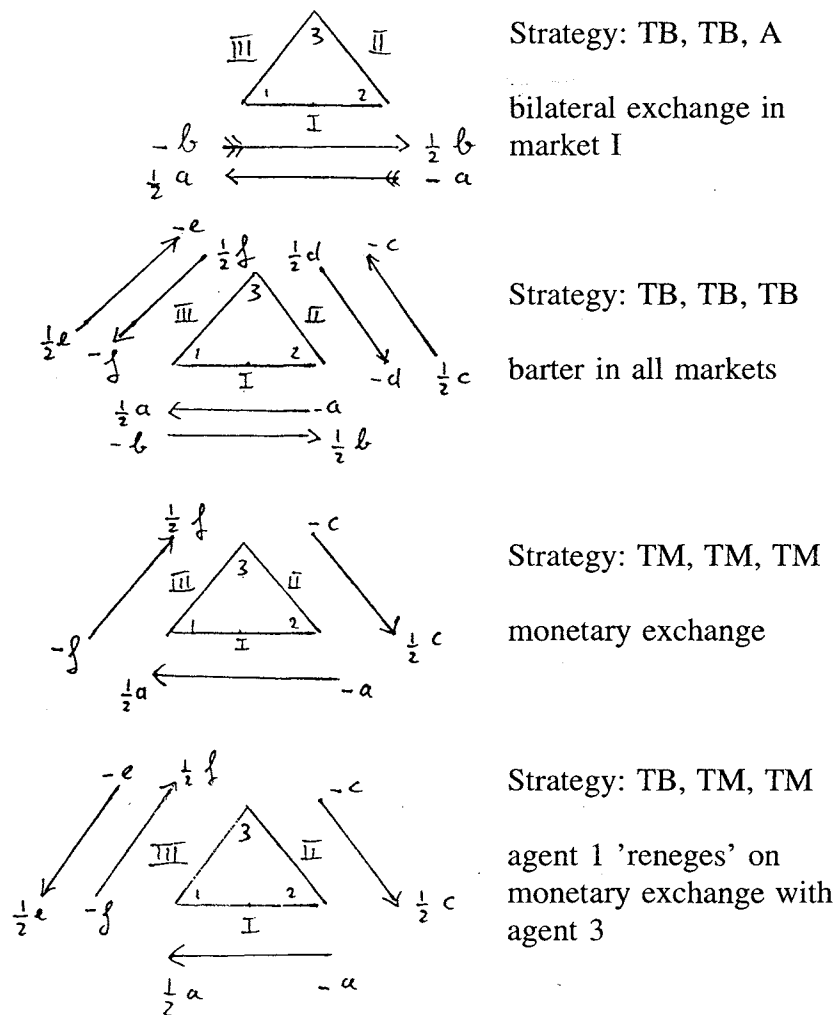 III 3 II Strategy: TB, TB, A
1 2
I
bilateral exchange in
market I
- b ½ b
½ a - a
- e ½ f ½ d - c
III 3 II Strategy: TB, TB, TB
½ e - f 1 2 - d ½ c
I
barter in all markets
½ a - a
- b ½ b
½ f - c
III 3 II Strategy: TM, TM, TM
1 2
I
- f ½ c monetary exchange
½ a - a
- e ½ f - c
III 3 II Strategy: TB, TM, TM
1 2
I
agent 1 'reneges' on
½ e - f ½ c monetary exchange with
agent 3
½ a - a